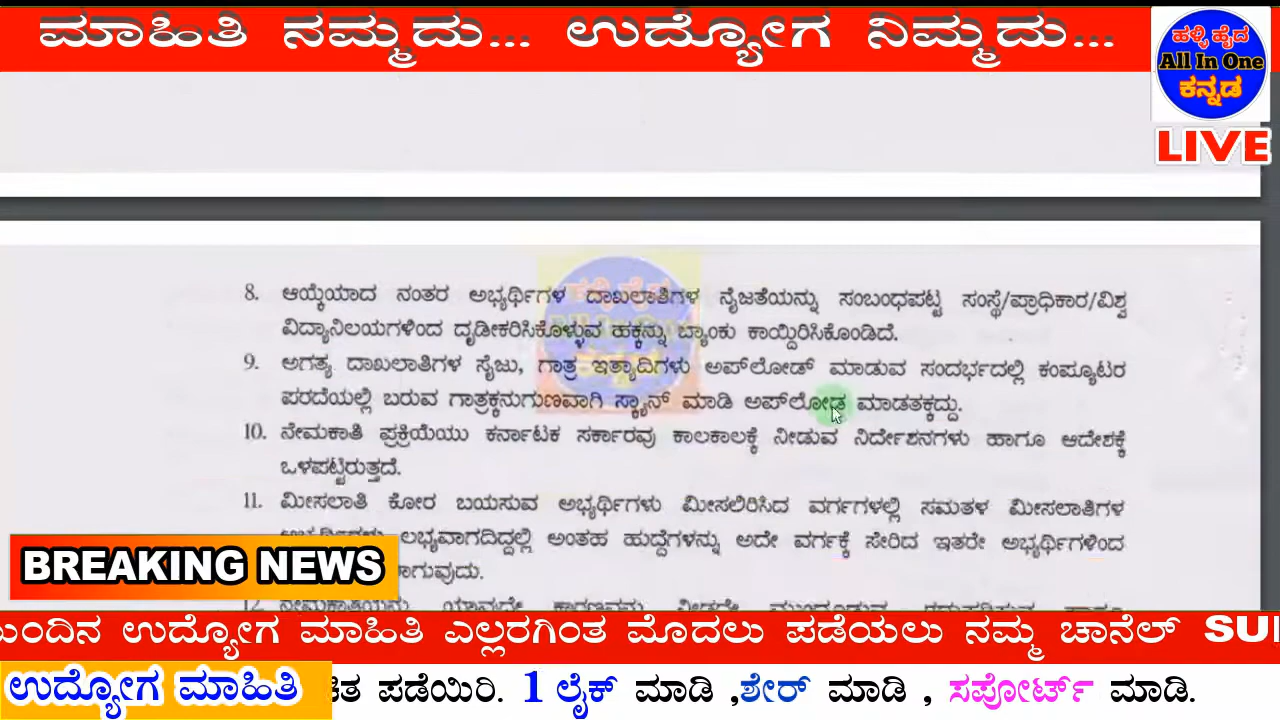 ಮಾಹಿತಿ ನಮ್ಮದು... ಉದ್ಯೋಗ ನಿಮ್ಮದು...
ಹಳ್ಳಿ ಹೈದ
All In One
ಕನ್ನಡ
LIVE
8. ಆಯ್ಕೆಯಾದ ನಂತರ ಅಭ್ಯರ್ಥಿಗಳ ದಾಖಲಾತಿಗಳ ನೈಜತೆಯನ್ನು ಸಂಬಂಧಪಟ್ಟ ಸಂಸ್ಥೆ/ಪ್ರಾಧಿಕಾರ/ವಿಶ್ವ
ವಿದ್ಯಾನಿಲಯಗಳಿಂದ ದೃಡೀಕರಿಸಿಕೊಳ್ಳುವ ಹಕ್ಕನ್ನು ಬ್ಯಾಂಕು ಕಾಯ್ದಿರಿಸಿಕೊಂಡಿದೆ.
9. ಅಗತ್ಯ ದಾಖಲಾತಿಗಳ ಸೈಜು, ಗಾತ್ರ ಇತ್ಯಾದಿಗಳು ಅಪ್‌ಲೋಡ್ ಮಾಡುವ ಸಂದರ್ಭದಲ್ಲಿ ಕಂಪ್ಯೂಟರ
ಪರದೆಯಲ್ಲಿ ಬರುವ ಗಾತ್ರಕ್ಕನುಗುಣವಾಗಿ ಸ್ಕ್ಯಾನ್ ಮಾಡಿ ಅಪ್‌ಲೋಡ್ ಮಾಡತಕ್ಕದ್ದು.
10. ನೇಮಕಾತಿ ಪ್ರಕ್ರಿಯೆಯು ಕರ್ನಾಟಕ ಸರ್ಕಾರವು ಕಾಲಕಾಲಕ್ಕೆ ನೀಡುವ ನಿರ್ದೇಶನಗಳು ಹಾಗೂ ಆದೇಶಕ್ಕೆ
ಒಳಪಟ್ಟಿರುತ್ತದೆ.
11. ಮೀಸಲಾತಿ ಕೋರ ಬಯಸುವ ಅಭ್ಯರ್ಥಿಗಳು ಮೀಸಲಿರಿಸಿದ ವರ್ಗಗಳಲ್ಲಿ ಸಮತಳ ಮೀಸಲಾತಿಗಳ
ಲಭ್ಯವಾಗದಿದ್ದಲ್ಲಿ ಅಂತಹ ಹುದ್ದೆಗಳನ್ನು ಅದೇ ವರ್ಗಕ್ಕೆ ಸೇರಿದ ಇತರೇ ಅಭ್ಯರ್ಥಿಗಳಿಂದ
BREAKING NEWS
ಉದ್ಯೋಗ ಮಾಹಿತಿ ಎಲ್ಲರಗಿಂತ ಮೊದಲು ಪಡೆಯಲು ನಮ್ಮ ಚಾನೆಲ್
ಉದ್ಯೋಗ ಮಾಹಿತಿ
ಪಡೆಯಿರಿ. 1 ಲೈಕ್ ಮಾಡಿ ,ಶೇರ್ ಮಾಡಿ , ಸಪೋರ್ಟ್ ಮಾಡಿ.